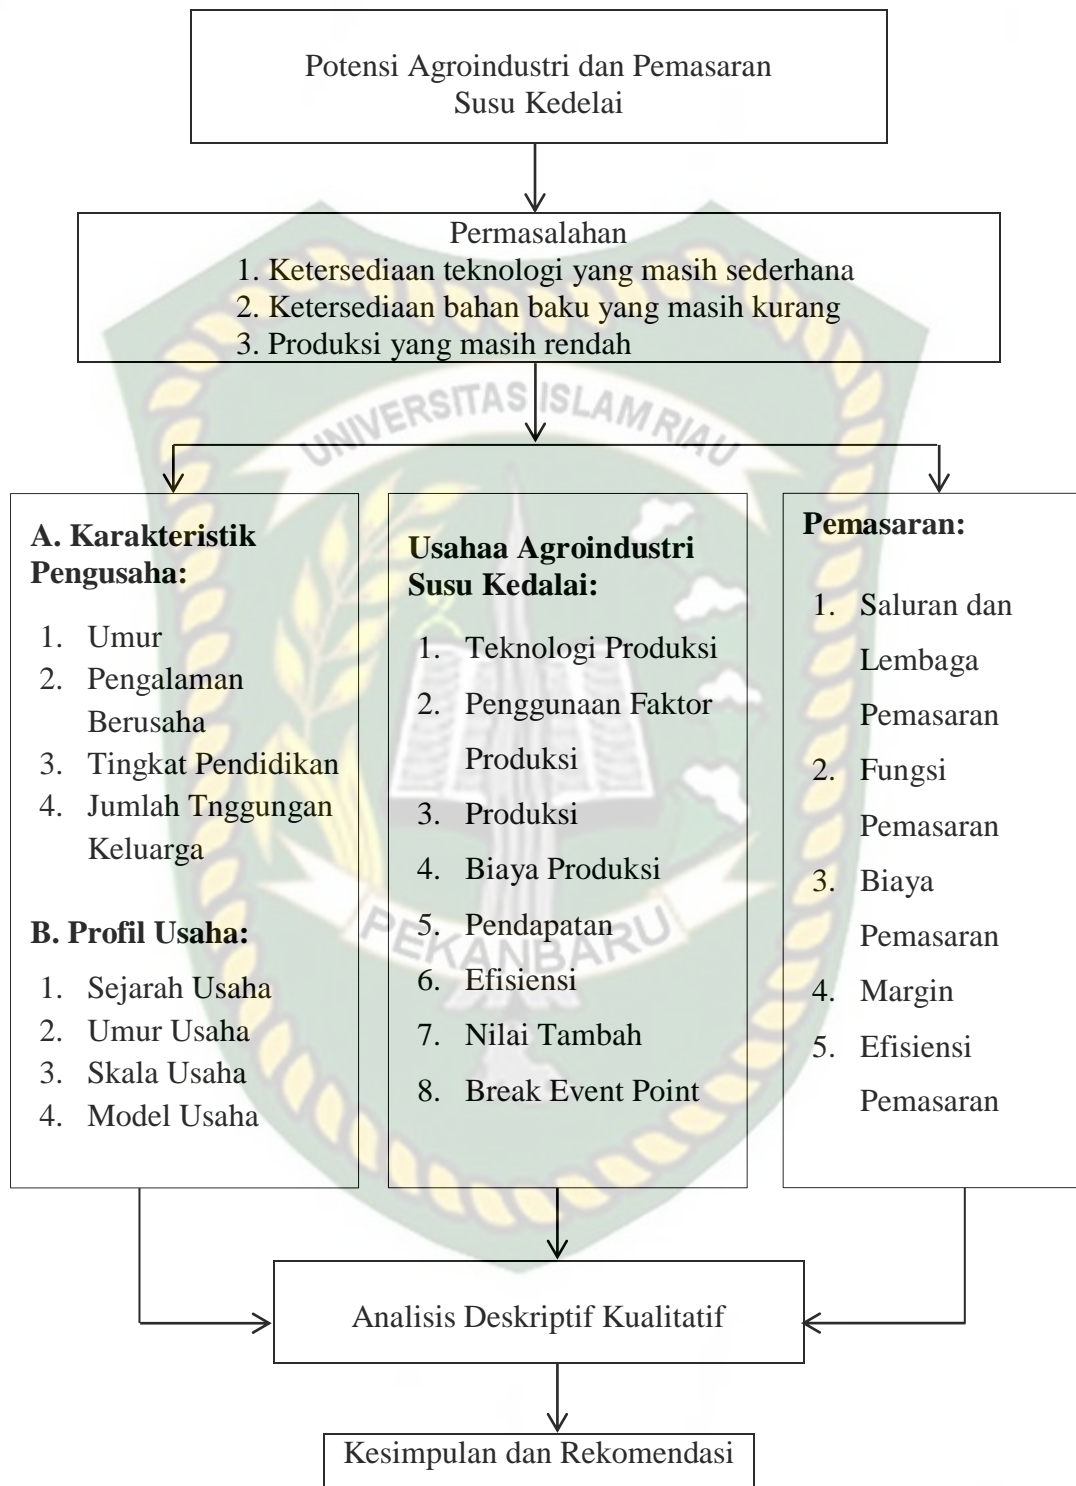 Potensi Agroindustri dan Pemasaran
Susu Kedelai
Permasalahan
1. Ketersediaan teknologi yang masih sederhana
2. Ketersediaan bahan baku yang masih kurang
3. Produksi yang masih rendah
UNIVERSITAS ISLAM RIAU
A. Karakteristik
Pengusaha:
1. Umur
2. Pengalaman
Berusaha
3. Tingkat Pendidikan
4. Jumlah Tnggungan
Keluarga
B. Profil Usaha:
1. Sejarah Usaha
2. Umur Usaha
3. Skala Usaha
4. Model Usaha
Usahaa Agroindustri
Susu Kedalai:
1. Teknologi Produksi
2. Penggunaan Faktor
Produksi
3. Produksi
4. Biaya Produksi
5. Pendapatan
6. Efisiensi
7. Nilai Tambah
8. Break Event Point
PEKANBARU
Pemasaran:
1. Saluran dan
Lembaga
Pemasaran
2. Fungsi
Pemasaran
3. Biaya
Pemasaran
4. Margin
5. Efisiensi
Pemasaran
Analisis Deskriptif Kualitatif
Kesimpulan dan Rekomendasi